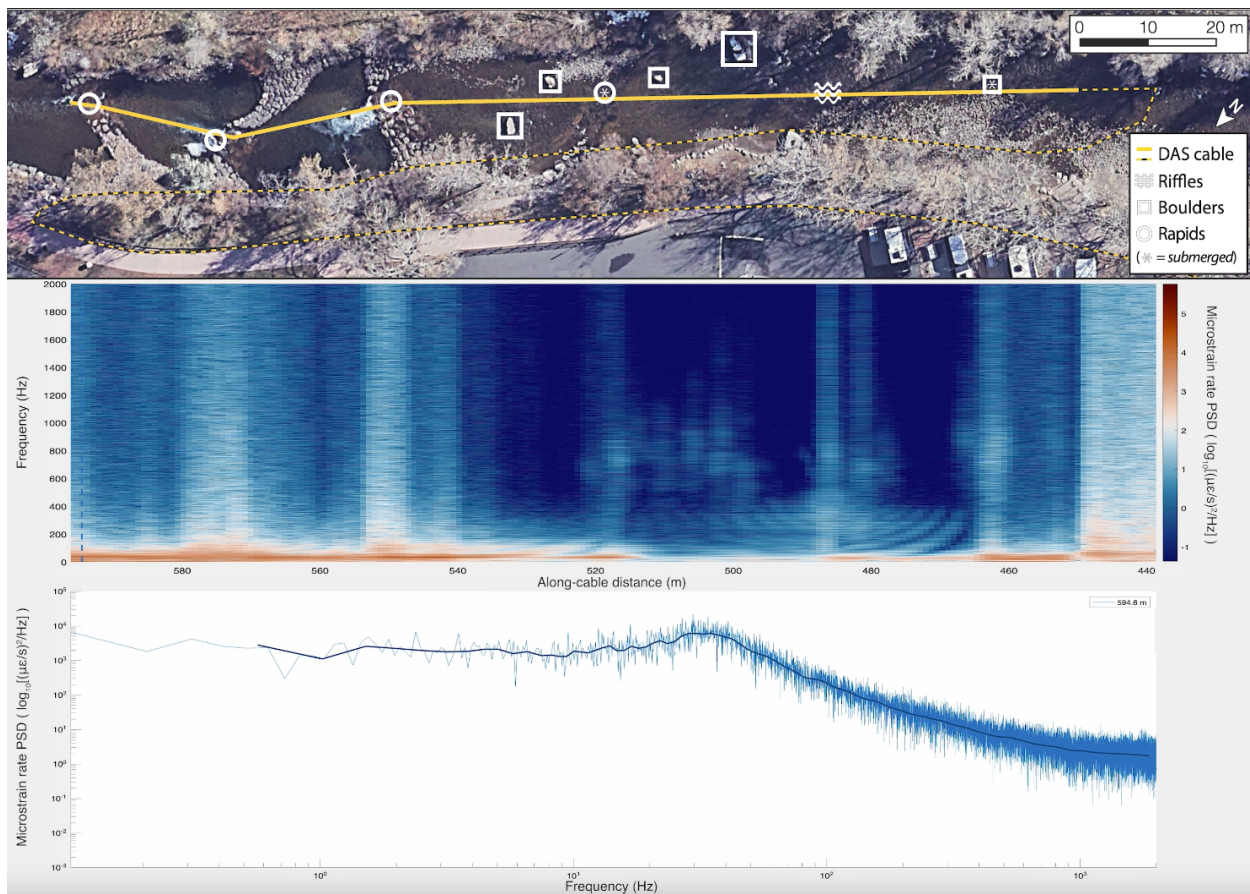 0 10 20 m
N
DAS cable
Riffles
Boulders
Rapids
(✳ = submerged)
2000
1800
1600
1400
1200
1000
800
600
400
200
0
Frequency (Hz)
580 560 540 520 500 480 460 440
Along-cable distance (m)
5
4
3
2
1
0
-1
Microstrain rate PSD ( log₁₀[(με/s)²/Hz] )
594.6 m
10⁵
10⁴
10³
10²
10¹
10⁰
10⁻¹
10⁻²
10⁻³
Microstrain rate PSD ( log₁₀[(με/s)²/Hz] )
10⁰ 10¹ 10² 10³
Frequency (Hz)